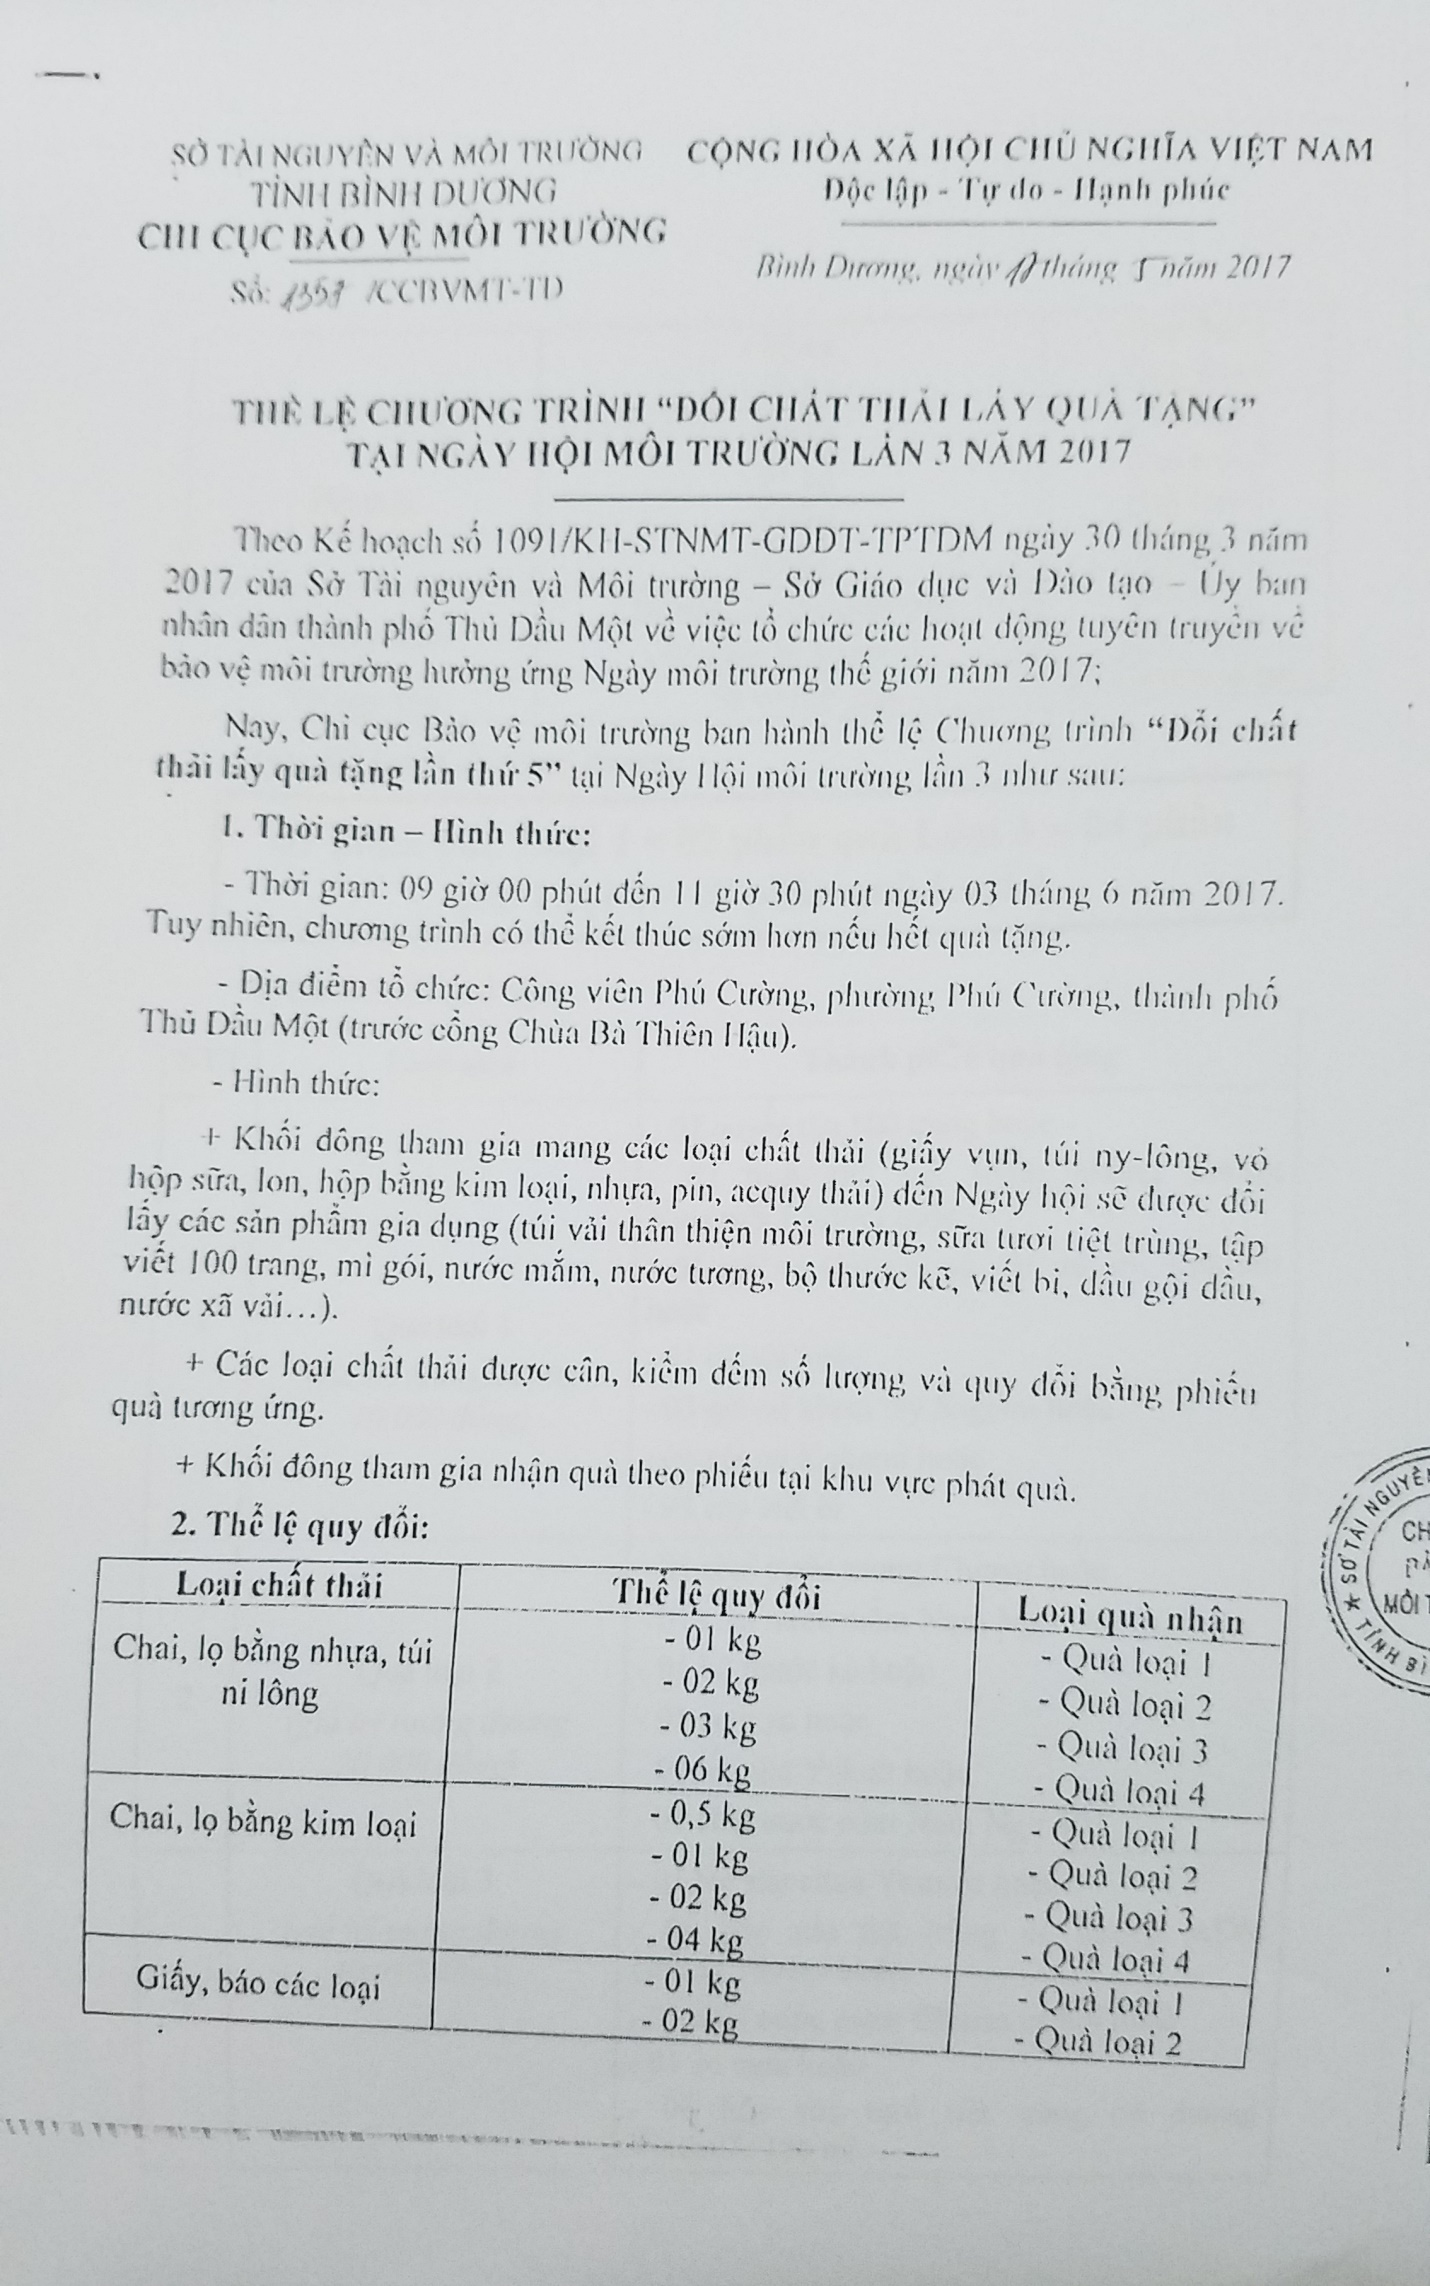 SỞ TÀI NGUYÊN VÀ MÔI TRƯỜNG
TỈNH BÌNH DƯƠNG
CHI CỤC BẢO VỆ MÔI TRƯỜNG
Số: /CCBVMT-TD
CỘNG HÒA XÃ HỘI CHỦ NGHĨA VIỆT NAM
Độc lập - Tự do - Hạnh phúc
Bình Dương, ngày tháng 5 năm 2017
THỂ LỆ CHƯƠNG TRÌNH “ĐỔI CHẤT THẢI LẤY QUÀ TẶNG”
TẠI NGÀY HỘI MÔI TRƯỜNG LẦN 3 NĂM 2017
Theo Kế hoạch số 1091/KH-STNMT-GDDT-TPTDM ngày 30 tháng 3 năm
2017 của Sở Tài nguyên và Môi trường – Sở Giáo dục và Đào tạo – Ủy ban
nhân dân thành phố Thủ Dầu Một về việc tổ chức các hoạt động tuyên truyền về
bảo vệ môi trường hưởng ứng Ngày môi trường thế giới năm 2017;
Nay, Chi cục Bảo vệ môi trường ban hành thể lệ Chương trình “Đổi chất
thải lấy quà tặng lần thứ 5” tại Ngày Hội môi trường lần 3 như sau:
1. Thời gian – Hình thức:
- Thời gian: 09 giờ 00 phút đến 11 giờ 30 phút ngày 03 tháng 6 năm 2017.
Tuy nhiên, chương trình có thể kết thúc sớm hơn nếu hết quà tặng.
- Địa điểm tổ chức: Công viên Phú Cường, phường Phú Cường, thành phố
Thủ Dầu Một (trước cổng Chùa Bà Thiên Hậu).
- Hình thức:
+ Khối đông tham gia mang các loại chất thải (giấy vụn, túi ny-lông, vỏ
hộp sữa, lon, hộp bằng kim loại, nhựa, pin, acquy thải) đến Ngày hội sẽ được đổi
lấy các sản phẩm gia dụng (túi vải thân thiện môi trường, sữa tươi tiệt trùng, tập
viết 100 trang, mì gói, nước mắm, nước tương, bộ thước kẽ, viết bi, dầu gội đầu,
nước xã vải...).
+ Các loại chất thải được cân, kiểm đếm số lượng và quy đổi bằng phiếu
quà tương ứng.
+ Khối đông tham gia nhận quà theo phiếu tại khu vực phát quà.
2. Thể lệ quy đổi:
Loại chất thải Thể lệ quy đổi Loại quà nhận
Chai, lọ bằng nhựa, túi - 01 kg - Quà loại 1
ni lông - 02 kg - Quà loại 2
- 03 kg - Quà loại 3
- 06 kg - Quà loại 4
Chai, lọ bằng kim loại - 0,5 kg - Quà loại 1
- 01 kg - Quà loại 2
- 02 kg - Quà loại 3
- 04 kg - Quà loại 4
Giấy, báo các loại - 01 kg - Quà loại 1
- 02 kg - Quà loại 2
★ SỞ TÀI NGUYÊN
CH
MÔI T
TỈNH BÌ